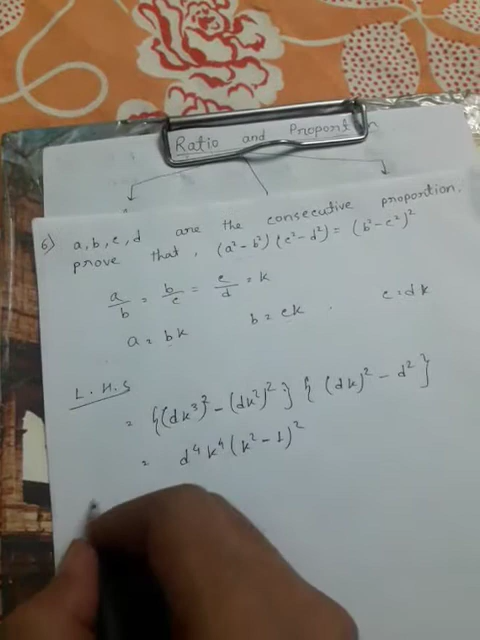 Ratio and Proport n
6) a, b, c, d are the consecutive proportion.
prove that, (a²-b²)(c²-d²) = (b²-c²)²
a/b = b/c = c/d = k
a = bk b = ck . c = dk
L.H.S
= {(dk³)² - (dk²)²} {(dk)² - d²}
= d⁴k⁴(k²-1)²